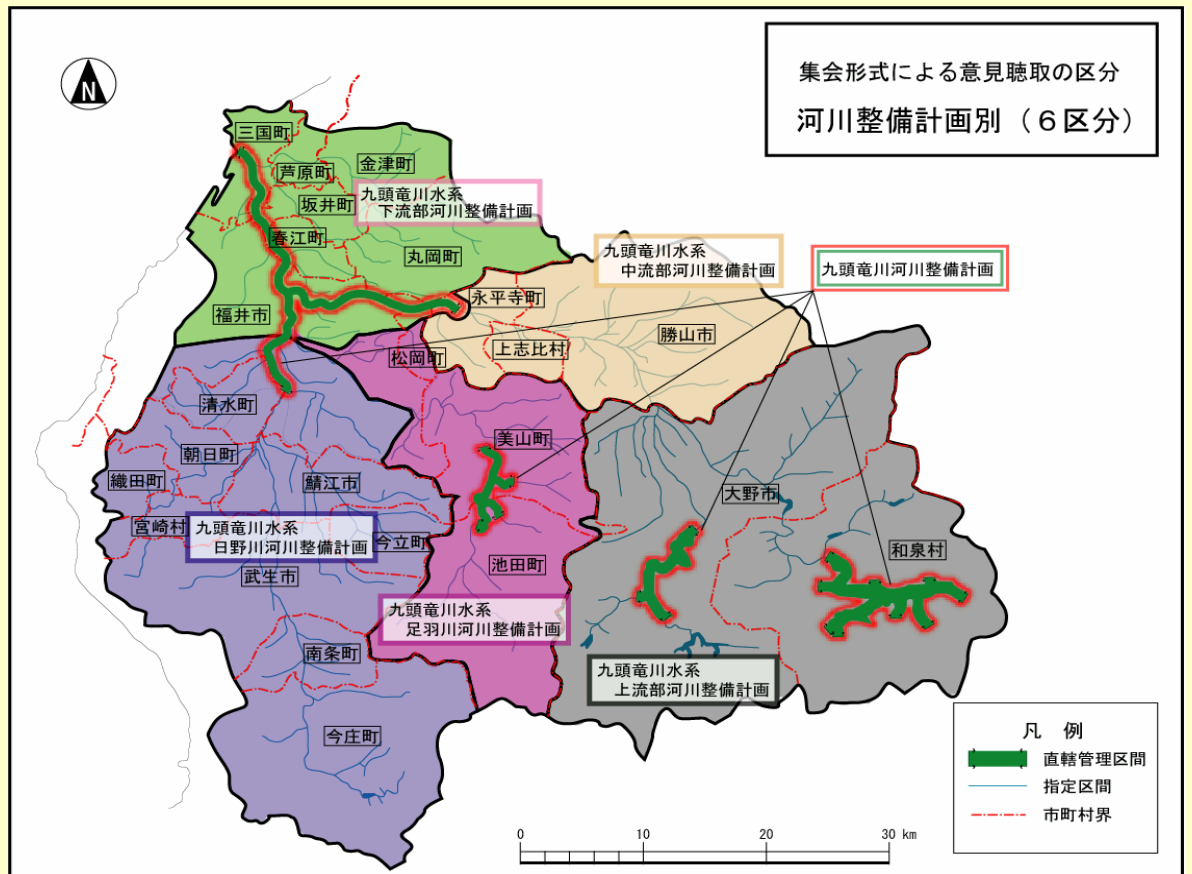 集会形式による意見聴取の区分
河川整備計画別（６区分）
N
三国町
芦原町
金津町
坂井町
九頭竜川水系
下流部河川整備計画
春江町
丸岡町
九頭竜川水系
中流部河川整備計画
九頭竜川河川整備計画
福井市
永平寺町
松岡町
上志比村
勝山市
清水町
朝日町
織田町
鯖江市
美山町
大野市
宮崎村
九頭竜川水系
日野川河川整備計画
今立町
和泉村
武生市
池田町
九頭竜川水系
足羽川河川整備計画
南条町
九頭竜川水系
上流部河川整備計画
今庄町
凡 例
直轄管理区間
指定区間
市町村界
0 10 20 30 km